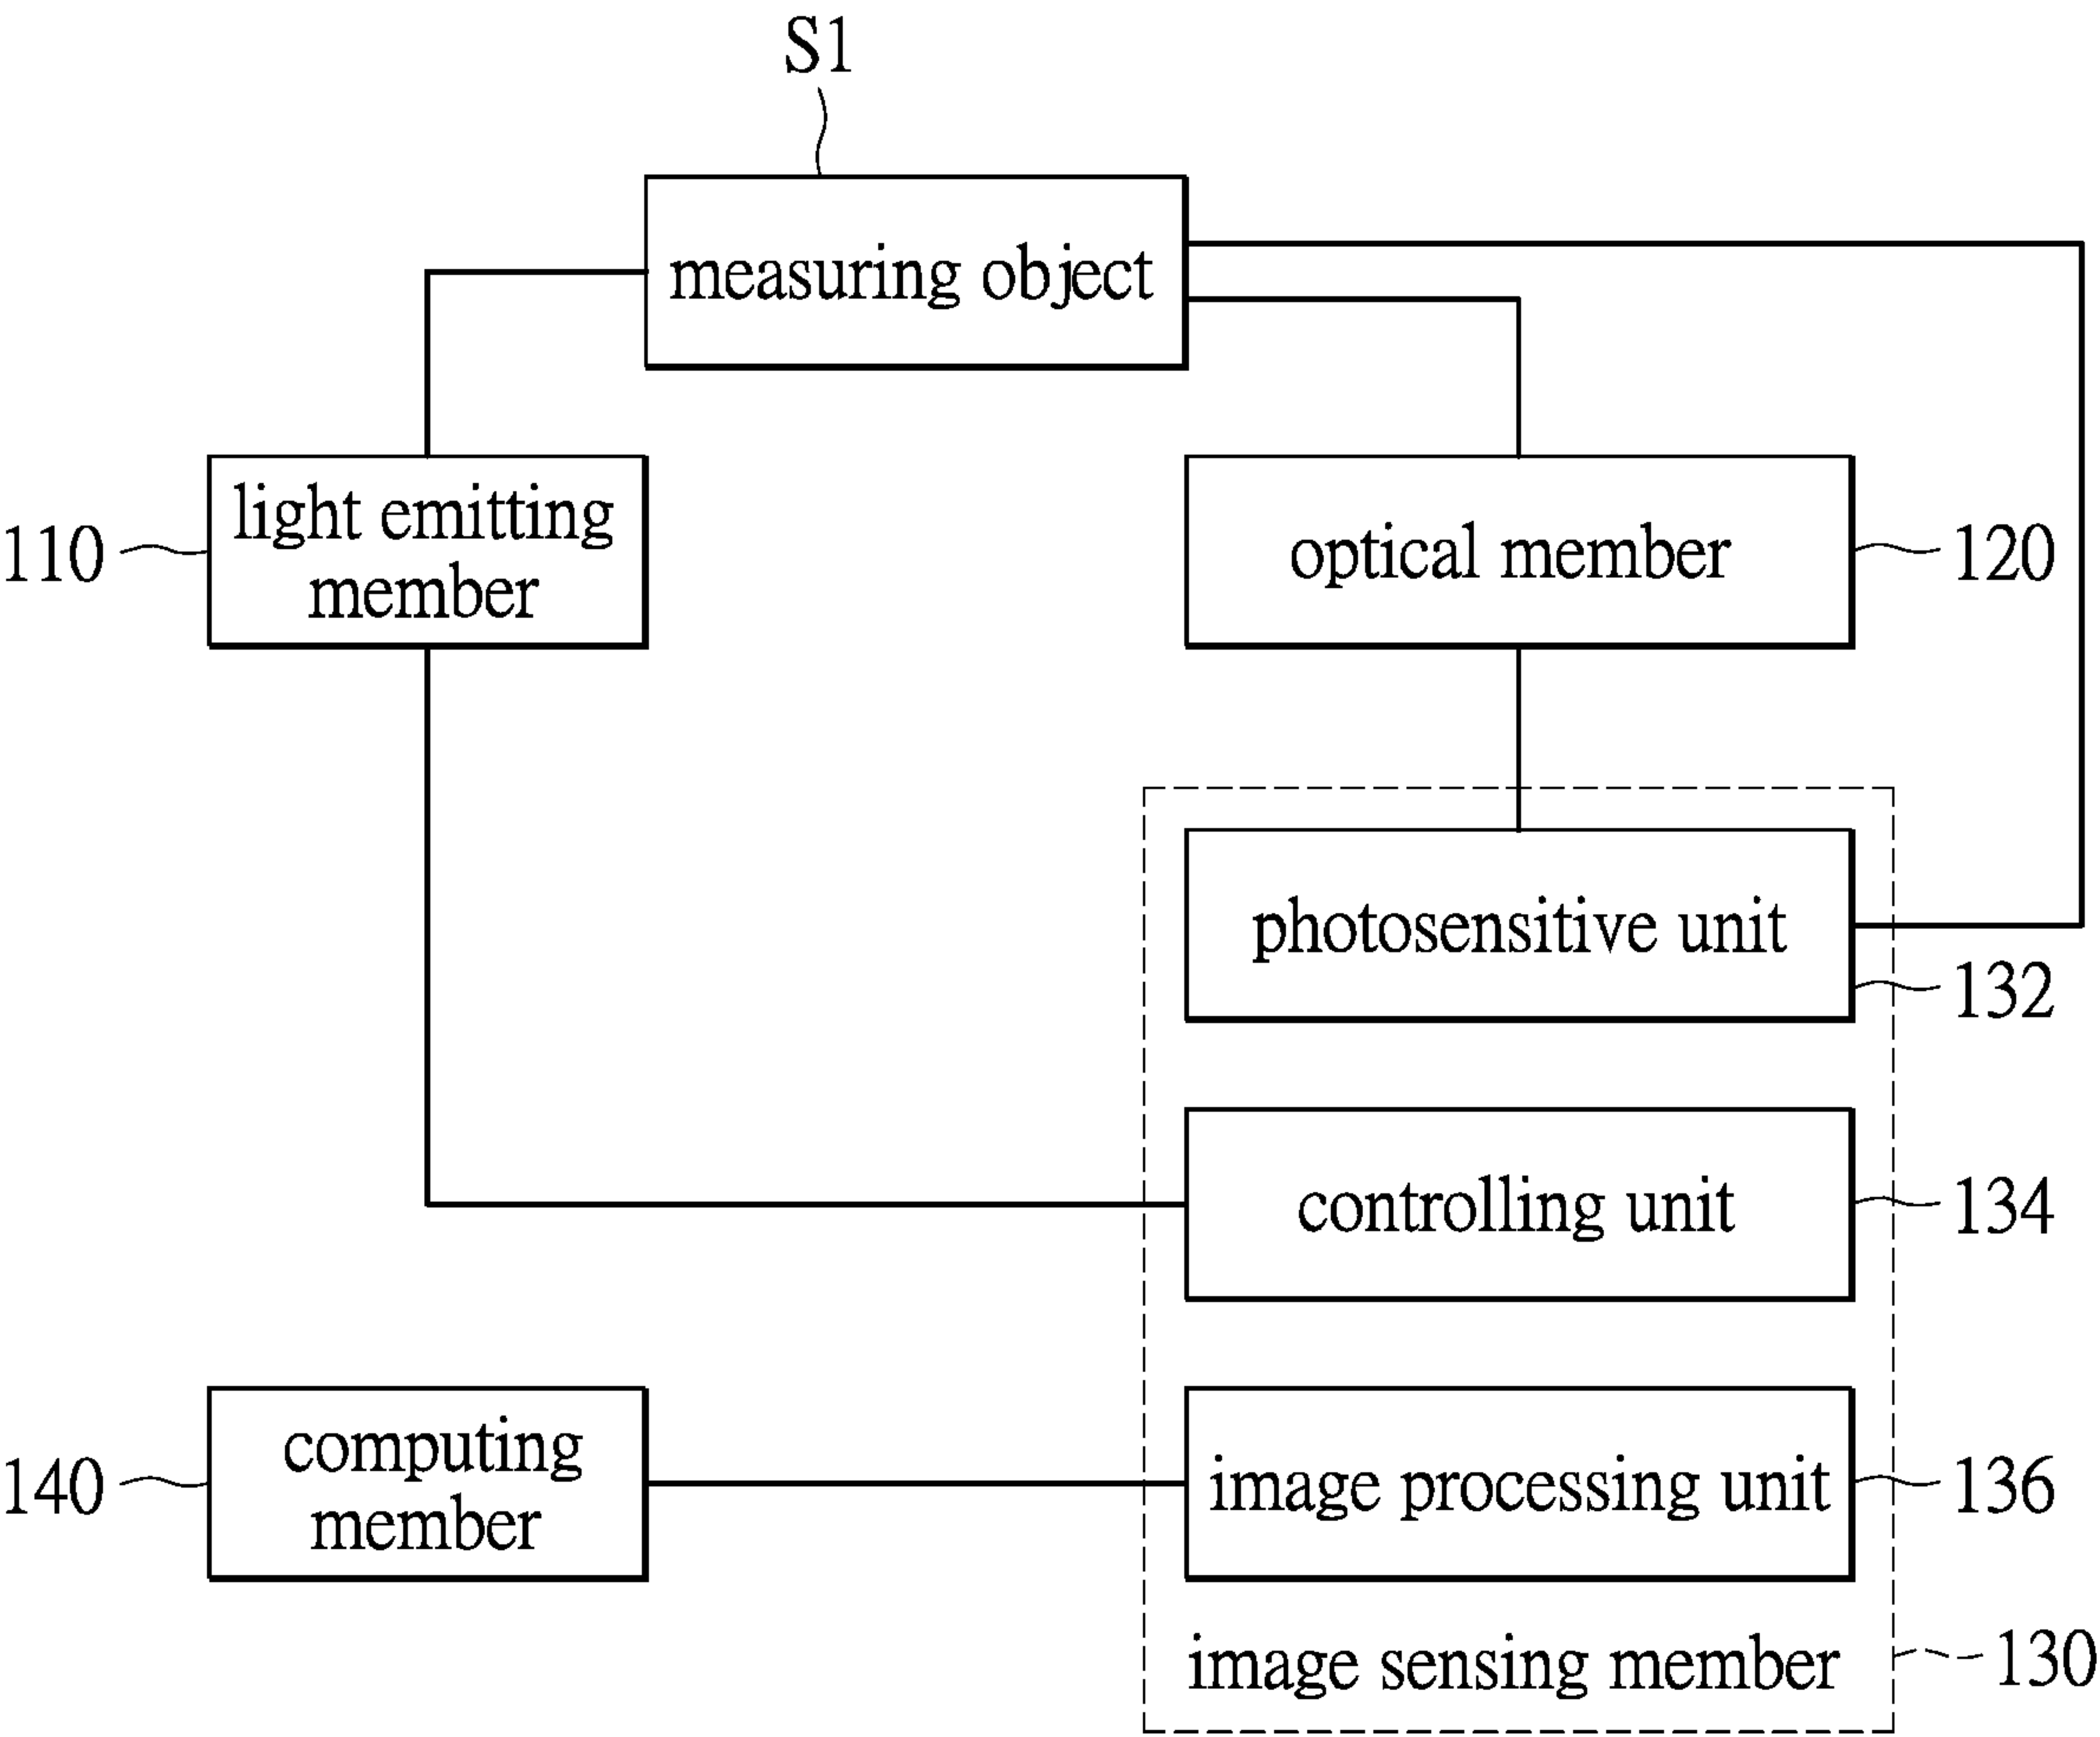 S1
measuring object
light emitting
member
110
optical member
120
photosensitive unit
132
controlling unit
134
computing
member
140
image processing unit
136
image sensing member
130